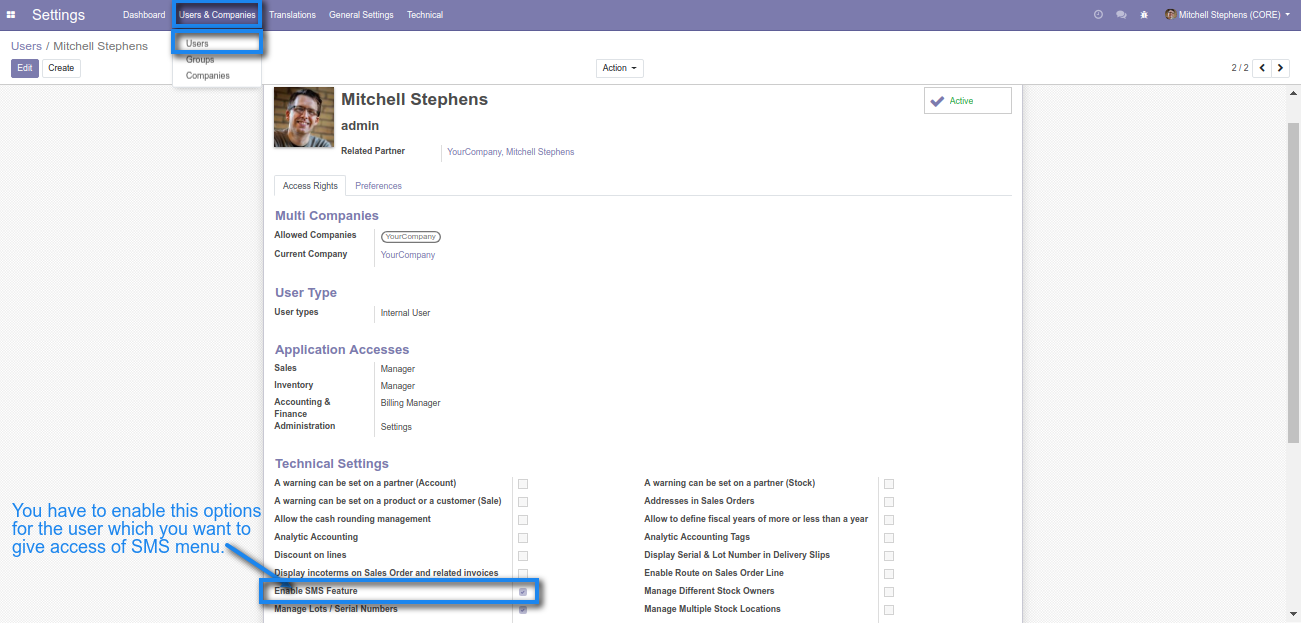 Settings Dashboard Users & Companies Translations General Settings Technical Mitchell Stephens (CORE)
Users / Mitchell Stephens
Users
Groups
Companies
Edit Create Action 2 / 2
Mitchell Stephens
Active
admin
Related Partner YourCompany, Mitchell Stephens
Access Rights Preferences
Multi Companies
Allowed Companies YourCompany
Current Company YourCompany
User Type
User types Internal User
Application Accesses
Sales Manager
Inventory Manager
Accounting & Billing Manager
Finance
Administration Settings
Technical Settings
A warning can be set on a partner (Account) A warning can be set on a partner (Stock)
A warning can be set on a product or a customer (Sale) Addresses in Sales Orders
Allow the cash rounding management Allow to define fiscal years of more or less than a year
Analytic Accounting Analytic Accounting Tags
Discount on lines Display Serial & Lot Number in Delivery Slips
Display incoterms on Sales Order and related invoices Enable Route on Sales Order Line
Enable SMS Feature Manage Different Stock Owners
Manage Lots / Serial Numbers Manage Multiple Stock Locations
You have to enable this options
for the user which you want to
give access of SMS menu.